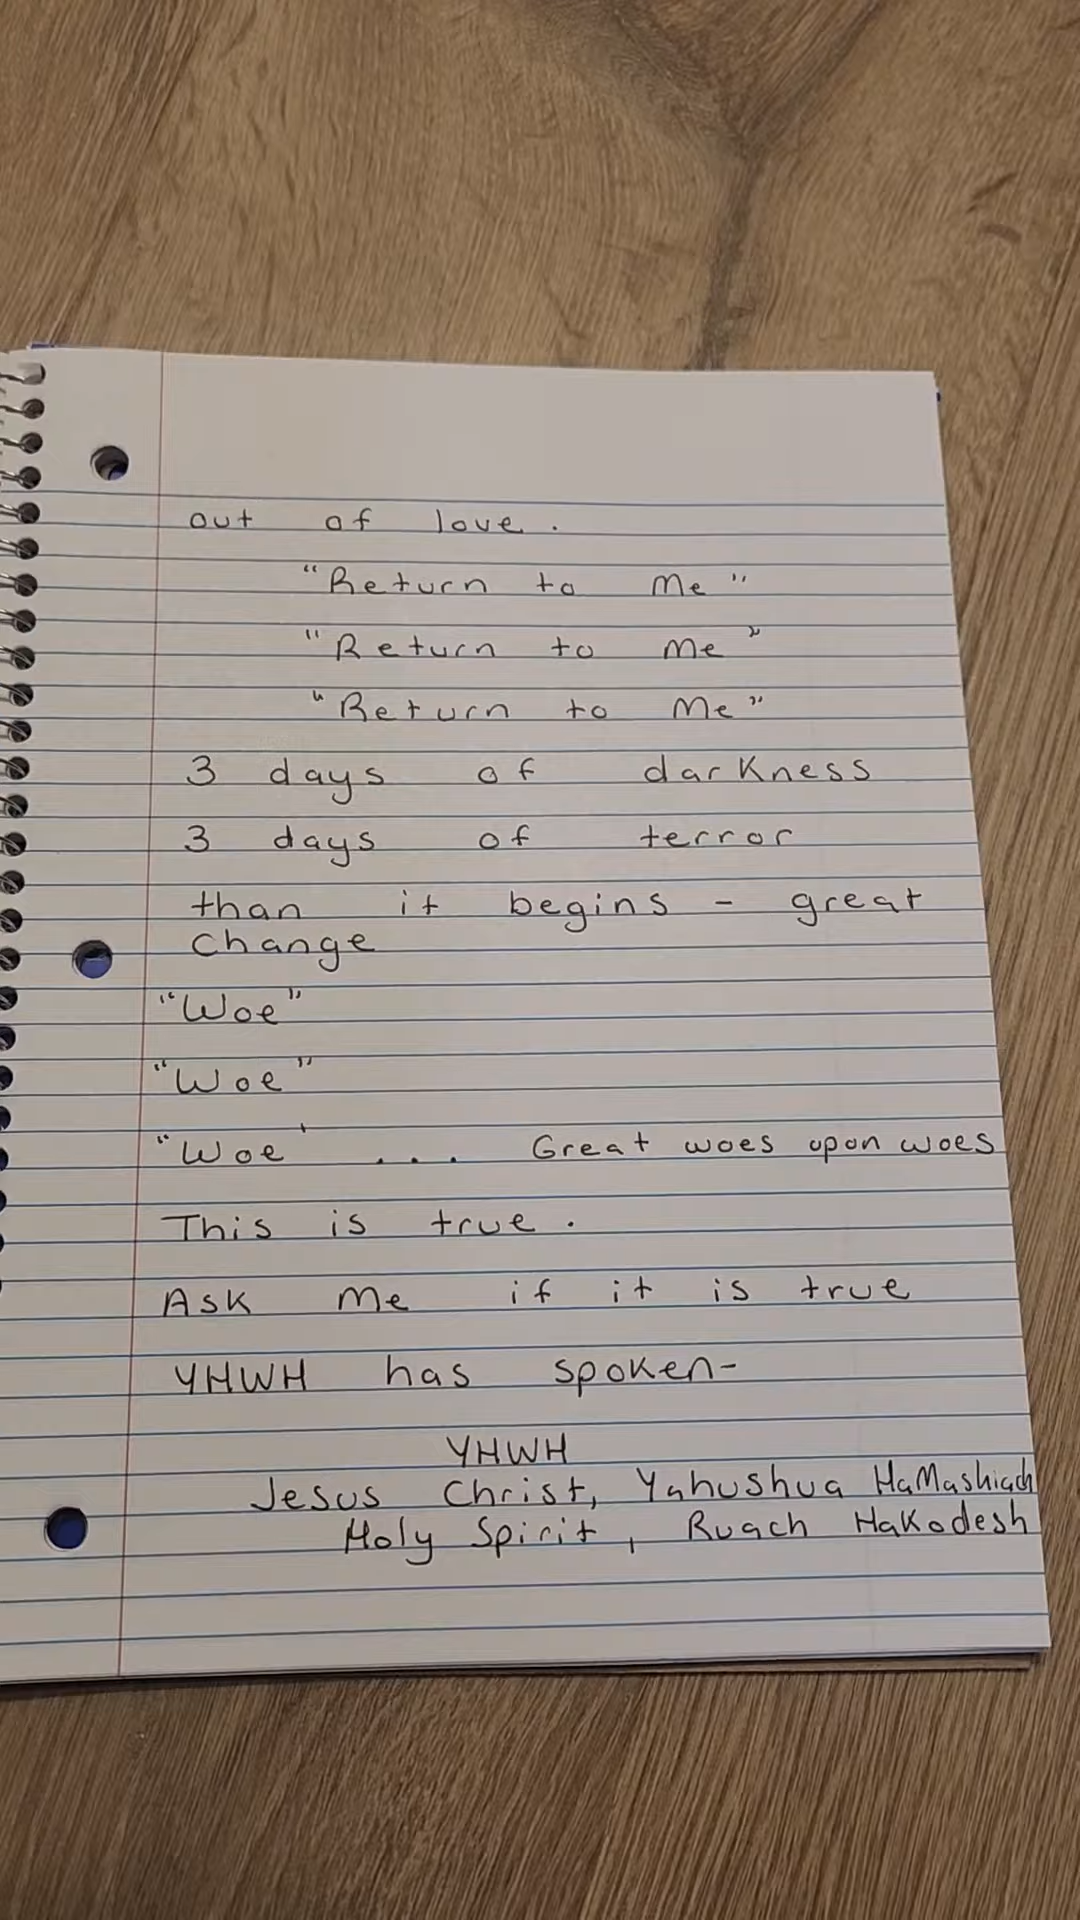 out of love.
"Return to Me"
"Return to Me"
"Return to Me"
3 days of darkness
3 days of terror
than it begins - great
change
"Woe"
"Woe"
"Woe' ... Great woes upon woes
This is true.
Ask Me if it is true
YHWH has spoken-
YHWH
Jesus Christ, Yahushua HaMashiach
Holy Spirit, Ruach HaKodesh